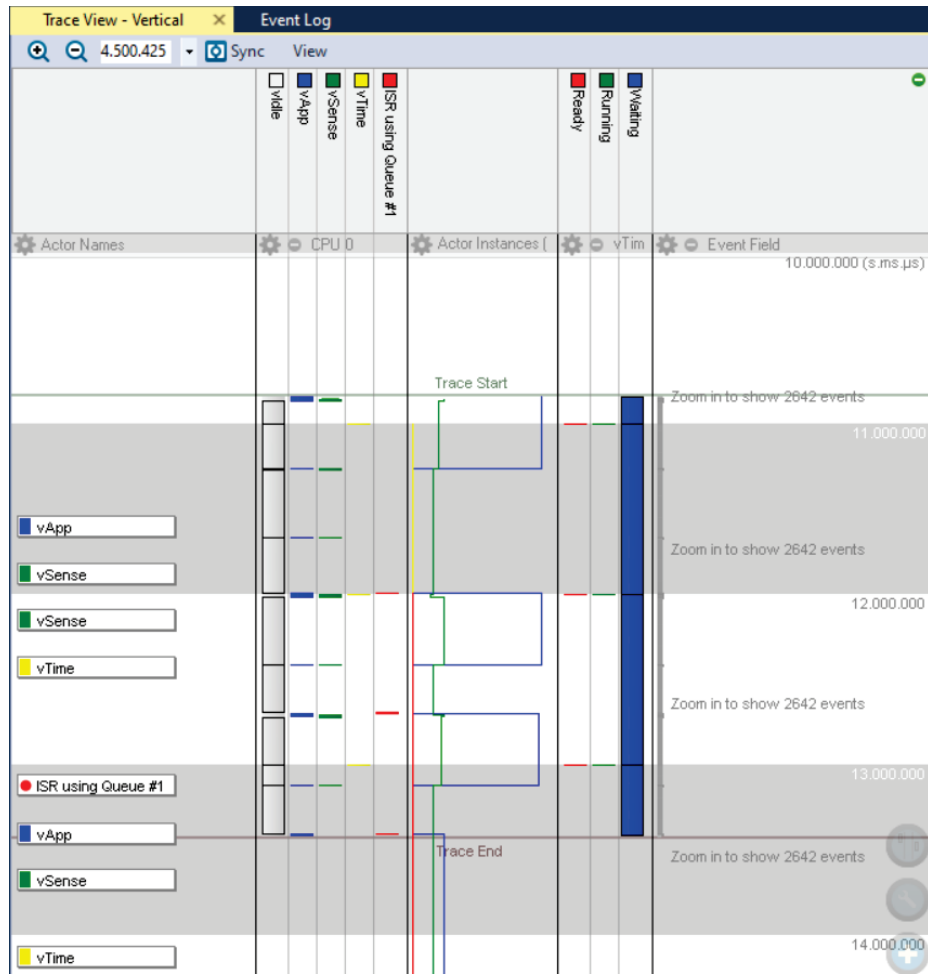 Trace View - Vertical
Event Log
4.500.425
Sync
View
vIdle
vApp
vSense
vTime
ISR using Queue #1
Ready
Running
Waiting
Actor Names
CPU 0
Actor Instances (
vTim
Event Field
10.000.000 (s.ms.µs)
Trace Start
Zoom in to show 2642 events
11.000.000
vApp
Zoom in to show 2642 events
vSense
12.000.000
vSense
vTime
Zoom in to show 2642 events
13.000.000
ISR using Queue #1
vApp
Trace End
Zoom in to show 2642 events
vSense
14.000.000
vTime